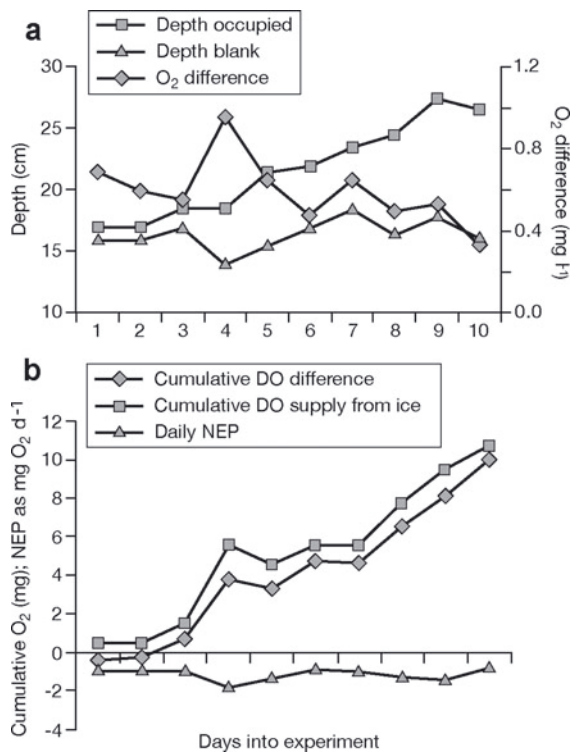 a
Depth occupied
Depth blank
O₂ difference
30
25
20
15
10
Depth (cm)
1.2
0.8
0.4
0.0
O₂ difference (mg l-1)
1 2 3 4 5 6 7 8 9 10
b
Cumulative DO difference
Cumulative DO supply from ice
Daily NEP
12
10
8
6
4
2
0
-2
-4
Cumulative O₂ (mg); NEP as mg O₂ d⁻¹
Days into experiment